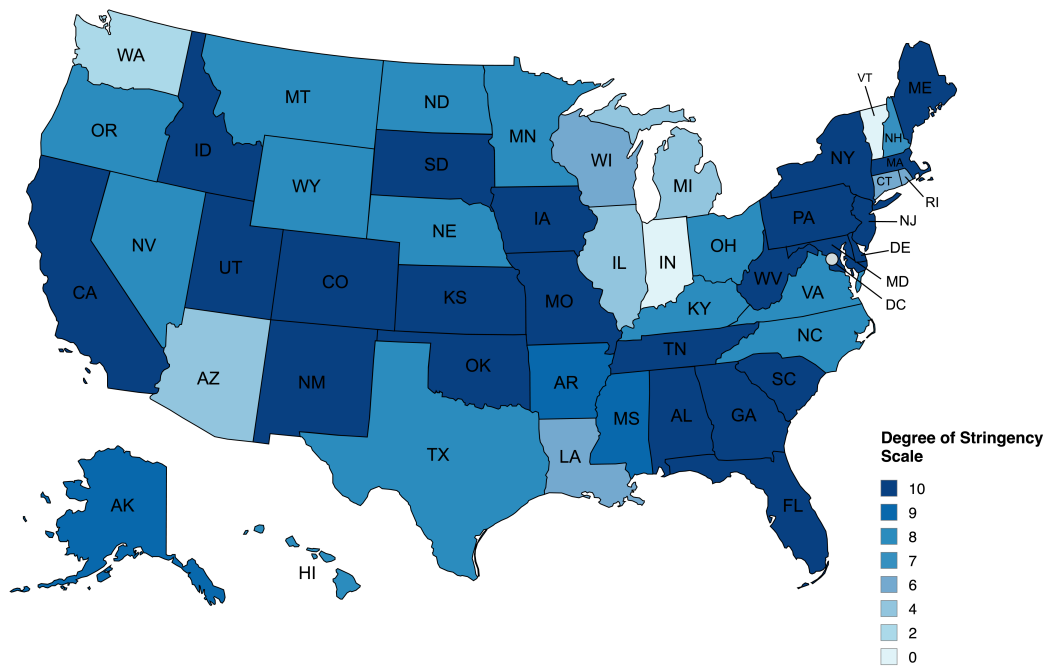 WA
VT
ME
MT
ND
OR
MN
NH
ID
NY
MA
SD
WI
CT
MI
WY
RI
IA
PA
NJ
NE
NV
OH
DE
IL
IN
UT
CO
WV
MD
CA
KS
MO
VA
DC
KY
NC
TN
AZ
NM
OK
AR
SC
MS
AL
GA
Degree of Stringency
Scale
TX
LA
10
AK
FL
9
8
7
HI
6
4
2
0